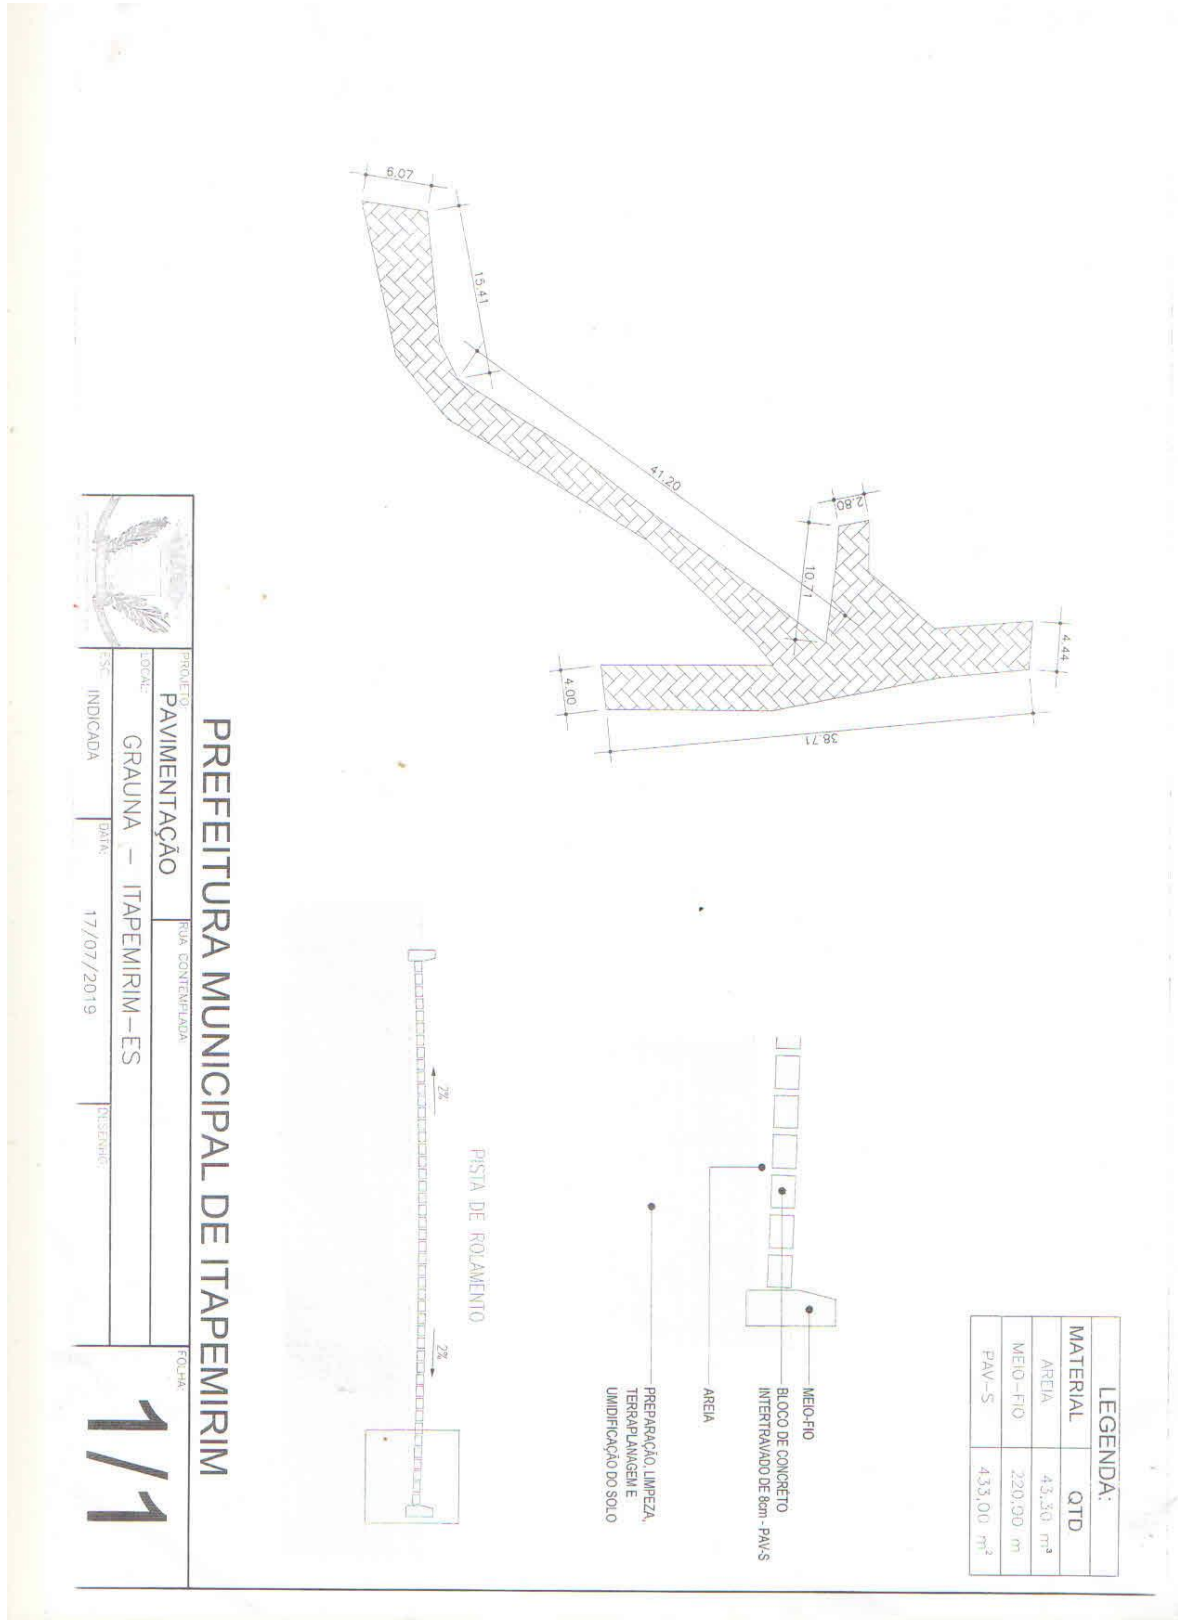 LEGENDA:
MATERIAL QTD
AREIA 43,30 m³
MEIO-FIO 220,00 m
PAV-S 433,00 m²
4.44
38.71
4.00
2.80
10.71
41.20
15.41
6.07
MEIO-FIO
BLOCO DE CONCRETO
INTERTRAVADO DE 8cm - PAV-S
AREIA
PREPARAÇÃO, LIMPEZA,
TERRAPLANAGEM E
UMIDIFICAÇÃO DO SOLO
PISTA DE ROLAMENTO
2%
2%
PREFEITURA MUNICIPAL DE ITAPEMIRIM
PROJETO:
PAVIMENTAÇÃO
RUA CONTEMPLADA:
LOCAL:
GRAUNA - ITAPEMIRIM-ES
ESC:
INDICADA
DATA:
17/07/2019
DESENHO:
FOLHA:
1/1